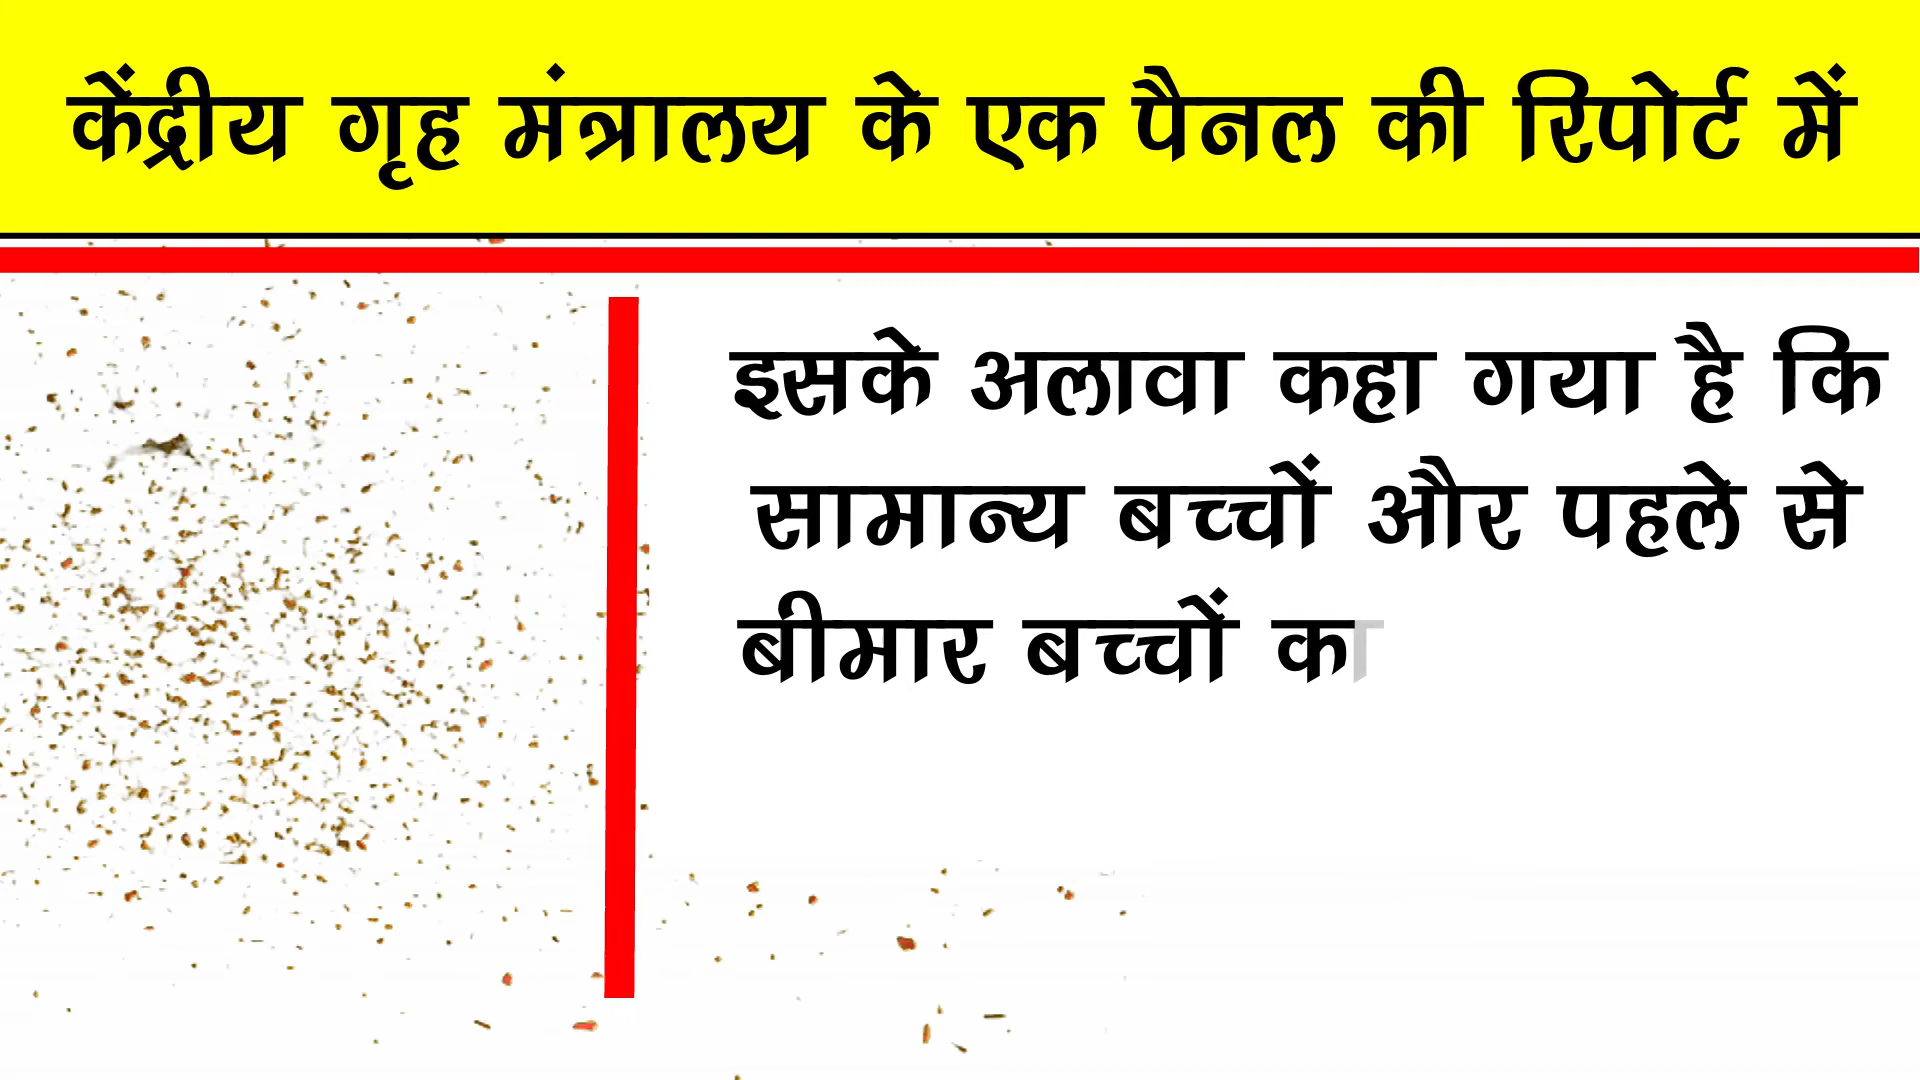 केंद्रीय गृह मंत्रालय के एक पैनल की रिपोर्ट में
इसके अलावा कहा गया है कि
सामान्य बच्चों और पहले से
बीमार बच्चों का